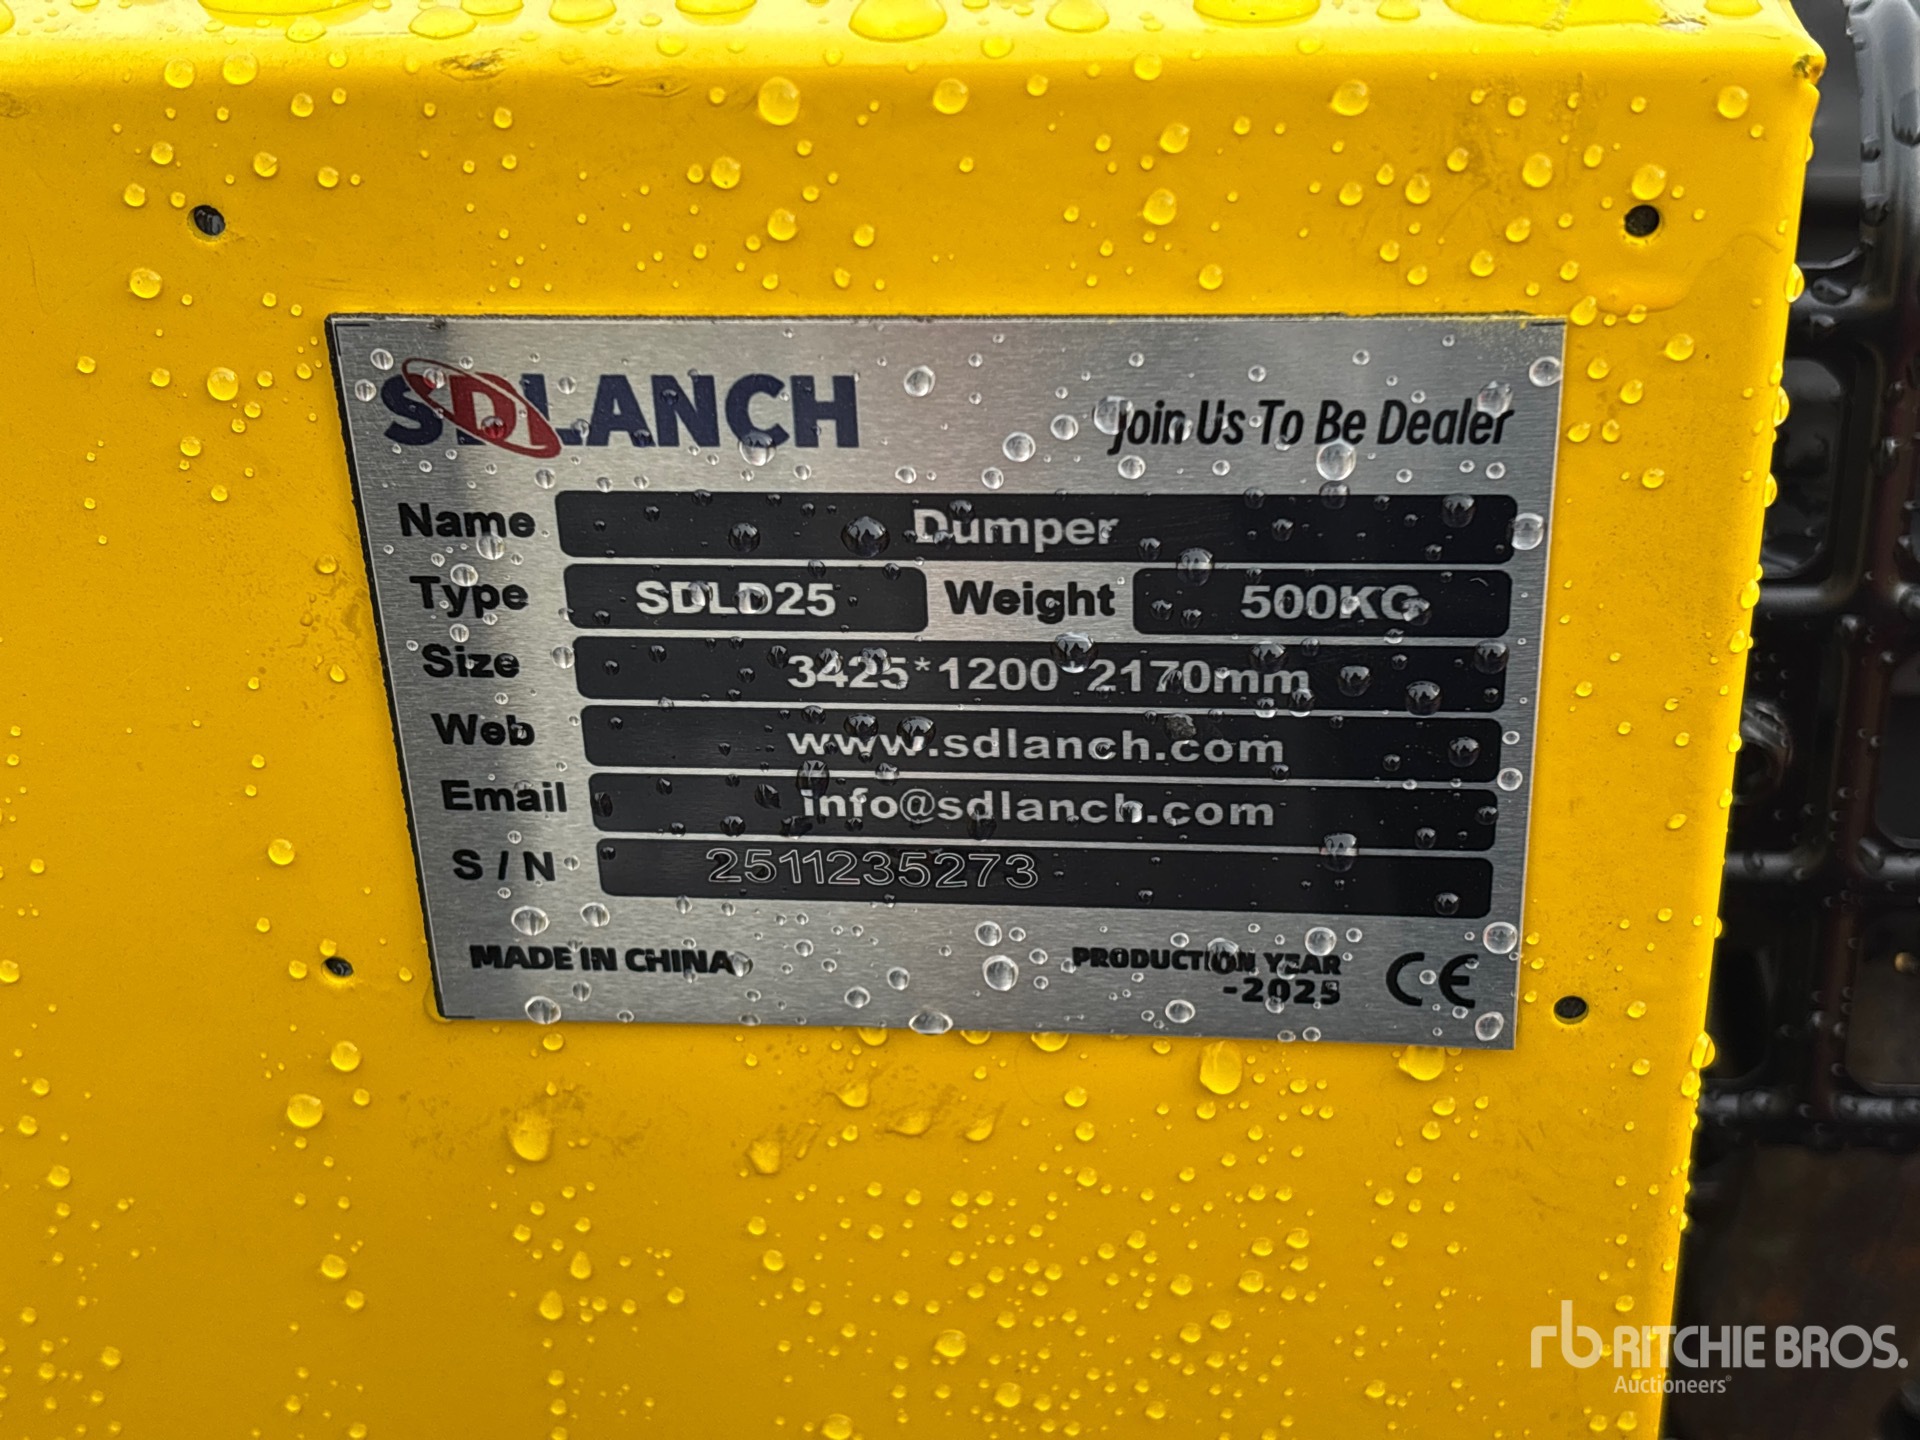 SDLANCH
Join Us To Be Dealer
Name Dumper
Type SDLD25 Weight 500KG
Size 3425*1200*2170mm
Web www.sdlanch.com
Email info@sdlanch.com
S/N 2511235273
MADE IN CHINA
PRODUCTION YEAR
-2025
CE
rb RITCHIE BROS.
Auctioneers